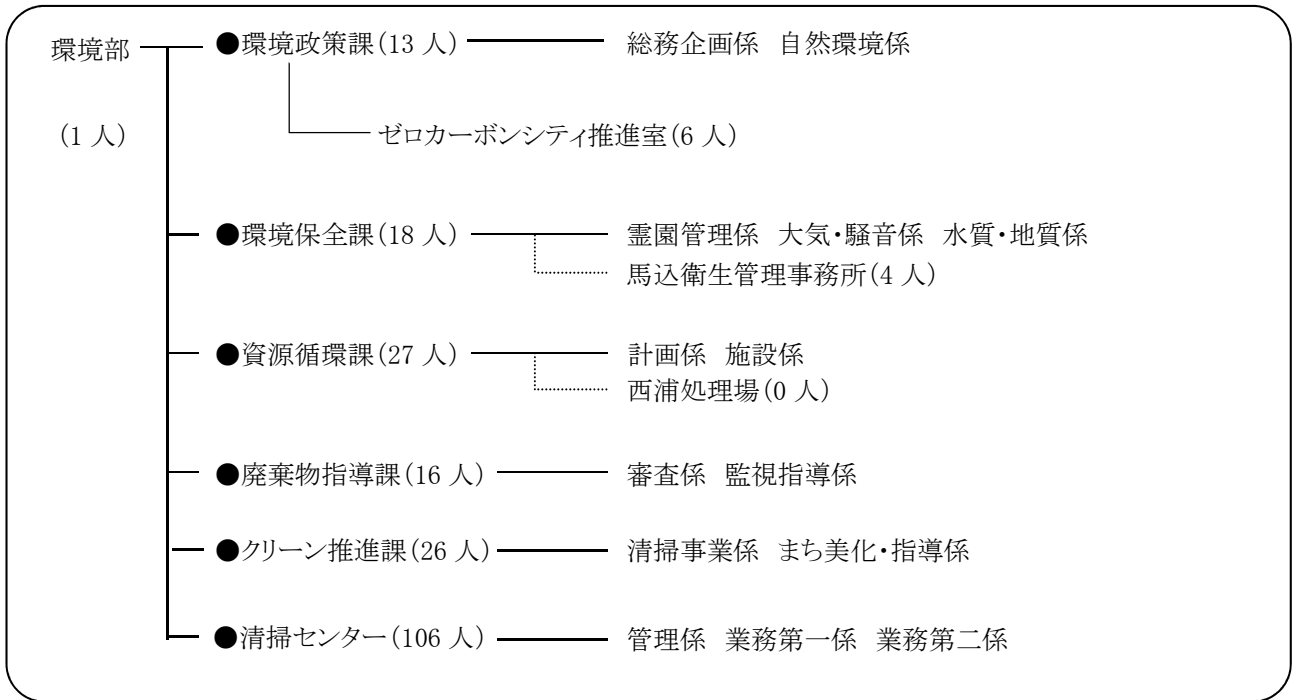 環境部 ●環境政策課(13 人) 総務企画係 自然環境係
(1 人) ゼロカーボンシティ推進室(6 人)
●環境保全課(18 人) 霊園管理係 大気・騒音係 水質・地質係
馬込衛生管理事務所(4 人)
●資源循環課(27 人) 計画係 施設係
西浦処理場(0 人)
●廃棄物指導課(16 人) 審査係 監視指導係
●クリーン推進課(26 人) 清掃事業係 まち美化・指導係
●清掃センター(106 人) 管理係 業務第一係 業務第二係